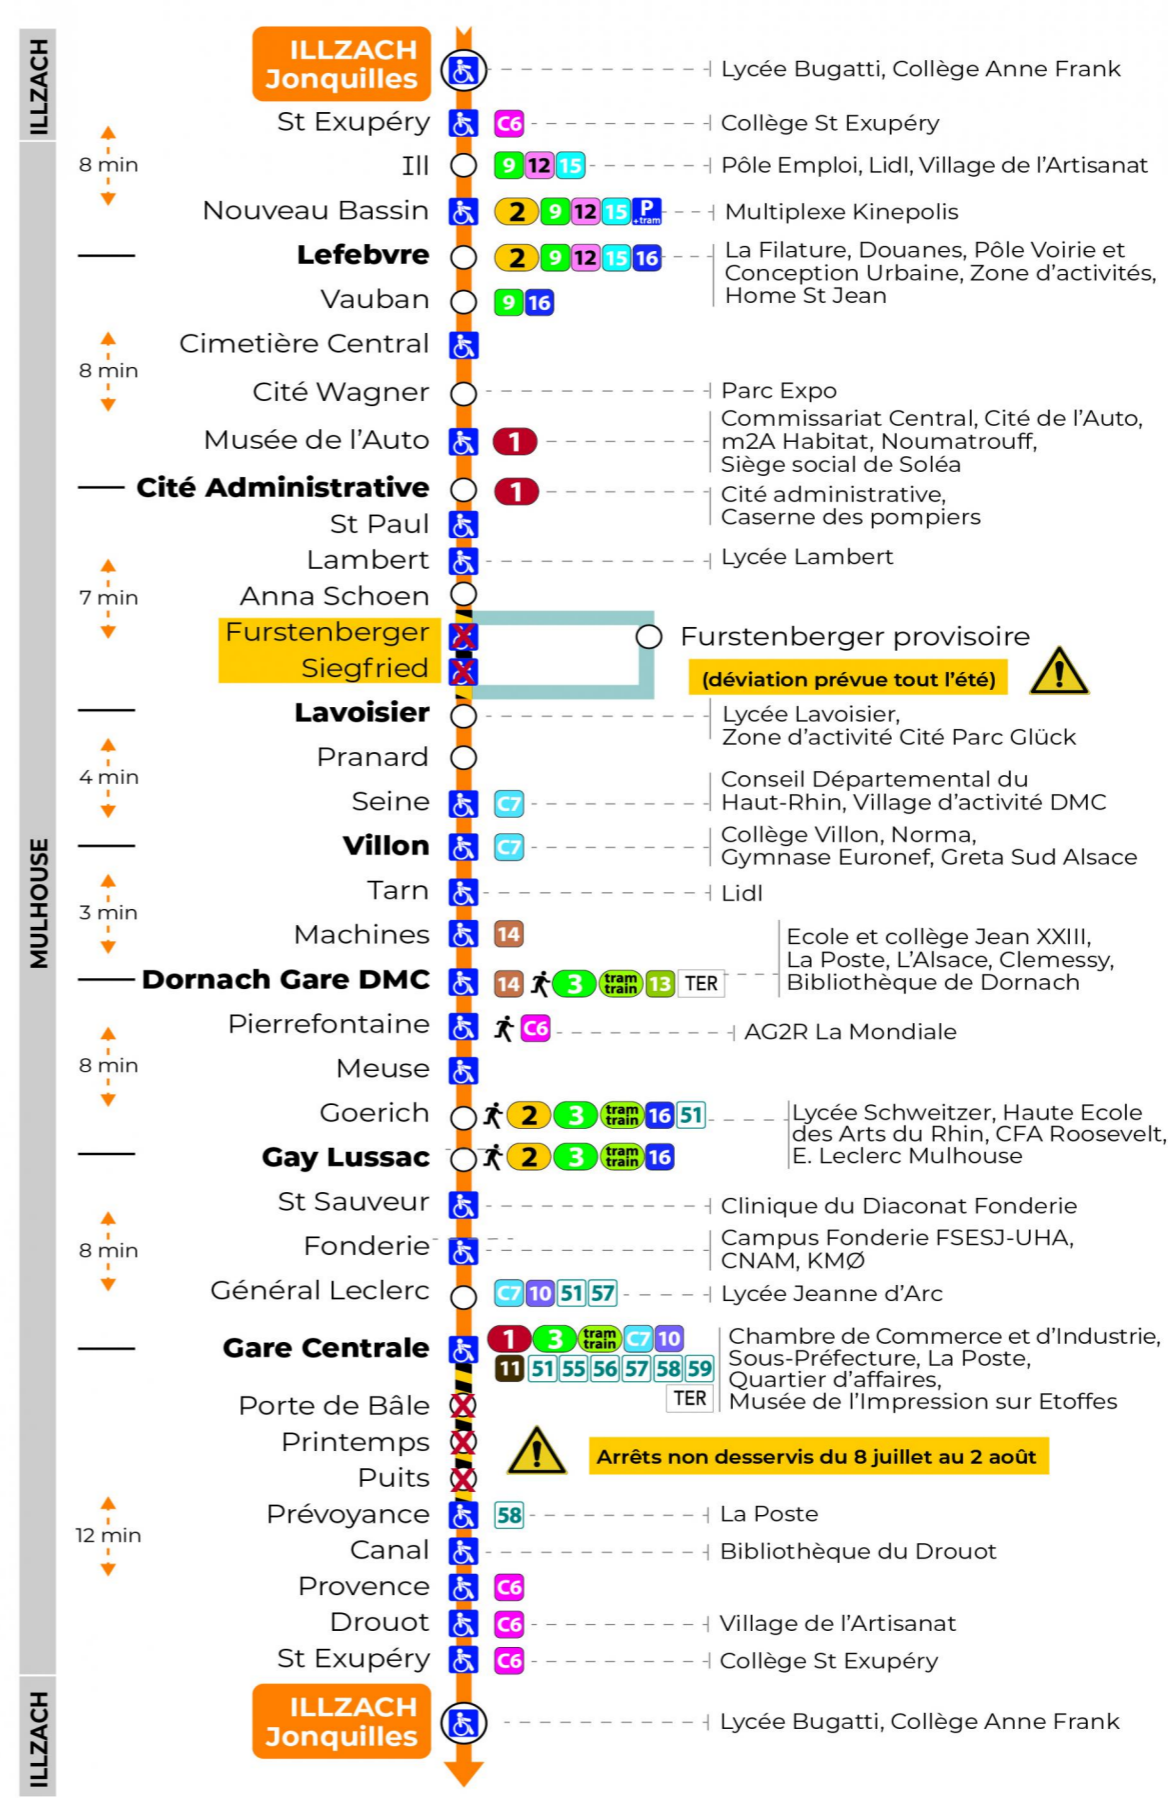 ILLZACH
ILLZACH
Jonquilles
Lycée Bugatti, Collège Anne Frank
St Exupéry
C6
Collège St Exupéry
MULHOUSE
8 min
Ill
9 12 15
Pôle Emploi, Lidl, Village de l'Artisanat
Nouveau Bassin
2 9 12 15 P
+tram
Multiplexe Kinepolis
Lefebvre
2 9 12 15 16
La Filature, Douanes, Pôle Voirie et
Conception Urbaine, Zone d'activités,
Home St Jean
Vauban
9 16
Cimetière Central
8 min
Cité Wagner
Parc Expo
Musée de l'Auto
1
Commissariat Central, Cité de l'Auto,
m2A Habitat, Noumatrouff,
Siège social de Soléa
Cité Administrative
1
Cité administrative,
Caserne des pompiers
St Paul
Lambert
Lycée Lambert
7 min
Anna Schoen
Furstenberger
Furstenberger provisoire
Siegfried
(déviation prévue tout l'été)
Lavoisier
Lycée Lavoisier,
Zone d'activité Cité Parc Glück
Pranard
4 min
Seine
C7
Conseil Départemental du
Haut-Rhin, Village d'activité DMC
Villon
C7
Collège Villon, Norma,
Gymnase Euronef, Greta Sud Alsace
Tarn
Lidl
3 min
Machines
14
Ecole et collège Jean XXIII,
La Poste, L'Alsace, Clemessy,
Bibliothèque de Dornach
Dornach Gare DMC
14 3 tram train 13 TER
Pierrefontaine
C6
AG2R La Mondiale
8 min
Meuse
Goerich
2 3 tram train 16 51
Lycée Schweitzer, Haute Ecole
des Arts du Rhin, CFA Roosevelt,
E. Leclerc Mulhouse
Gay Lussac
2 3 tram train 16
St Sauveur
Clinique du Diaconat Fonderie
8 min
Fonderie
Campus Fonderie FSESJ-UHA,
CNAM, KMØ
Général Leclerc
C7 10 51 57
Lycée Jeanne d'Arc
Gare Centrale
1 3 tram train C7 10
11 51 55 56 57 58 59
TER
Chambre de Commerce et d'Industrie,
Sous-Préfecture, La Poste,
Quartier d'affaires,
Musée de l'Impression sur Etoffes
Porte de Bâle
Printemps
Arrêts non desservis du 8 juillet au 2 août
Puits
12 min
Prévoyance
58
La Poste
Canal
Bibliothèque du Drouot
Provence
C6
Drouot
C6
Village de l'Artisanat
St Exupéry
C6
Collège St Exupéry
ILLZACH
ILLZACH
Jonquilles
Lycée Bugatti, Collège Anne Frank